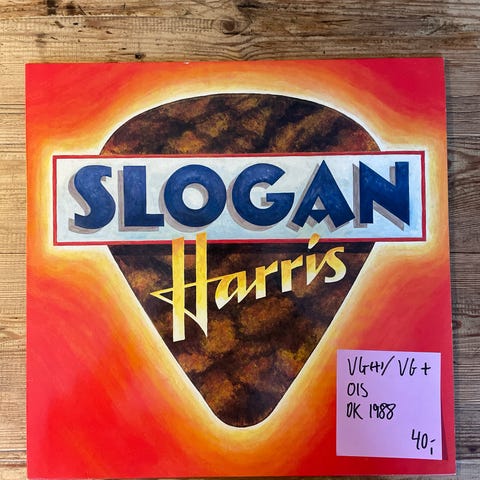 SLOGAN
Harris
VG(+)/VG+
OIS
DK 1988
40,-